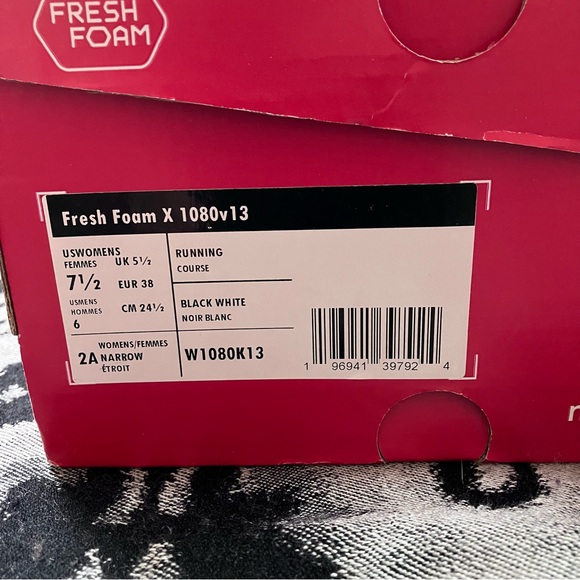 FRESH
FOAM
Fresh Foam X 1080v13
USWOMENS
FEMMES
7½
UK 5½
EUR 38
USMENS
HOMMES
6
CM 24½
2A
WOMENS/FEMMES
NARROW
ÉTROIT
RUNNING
COURSE
BLACK WHITE
NOIR BLANC
W1080K13
1 96941 39792 4